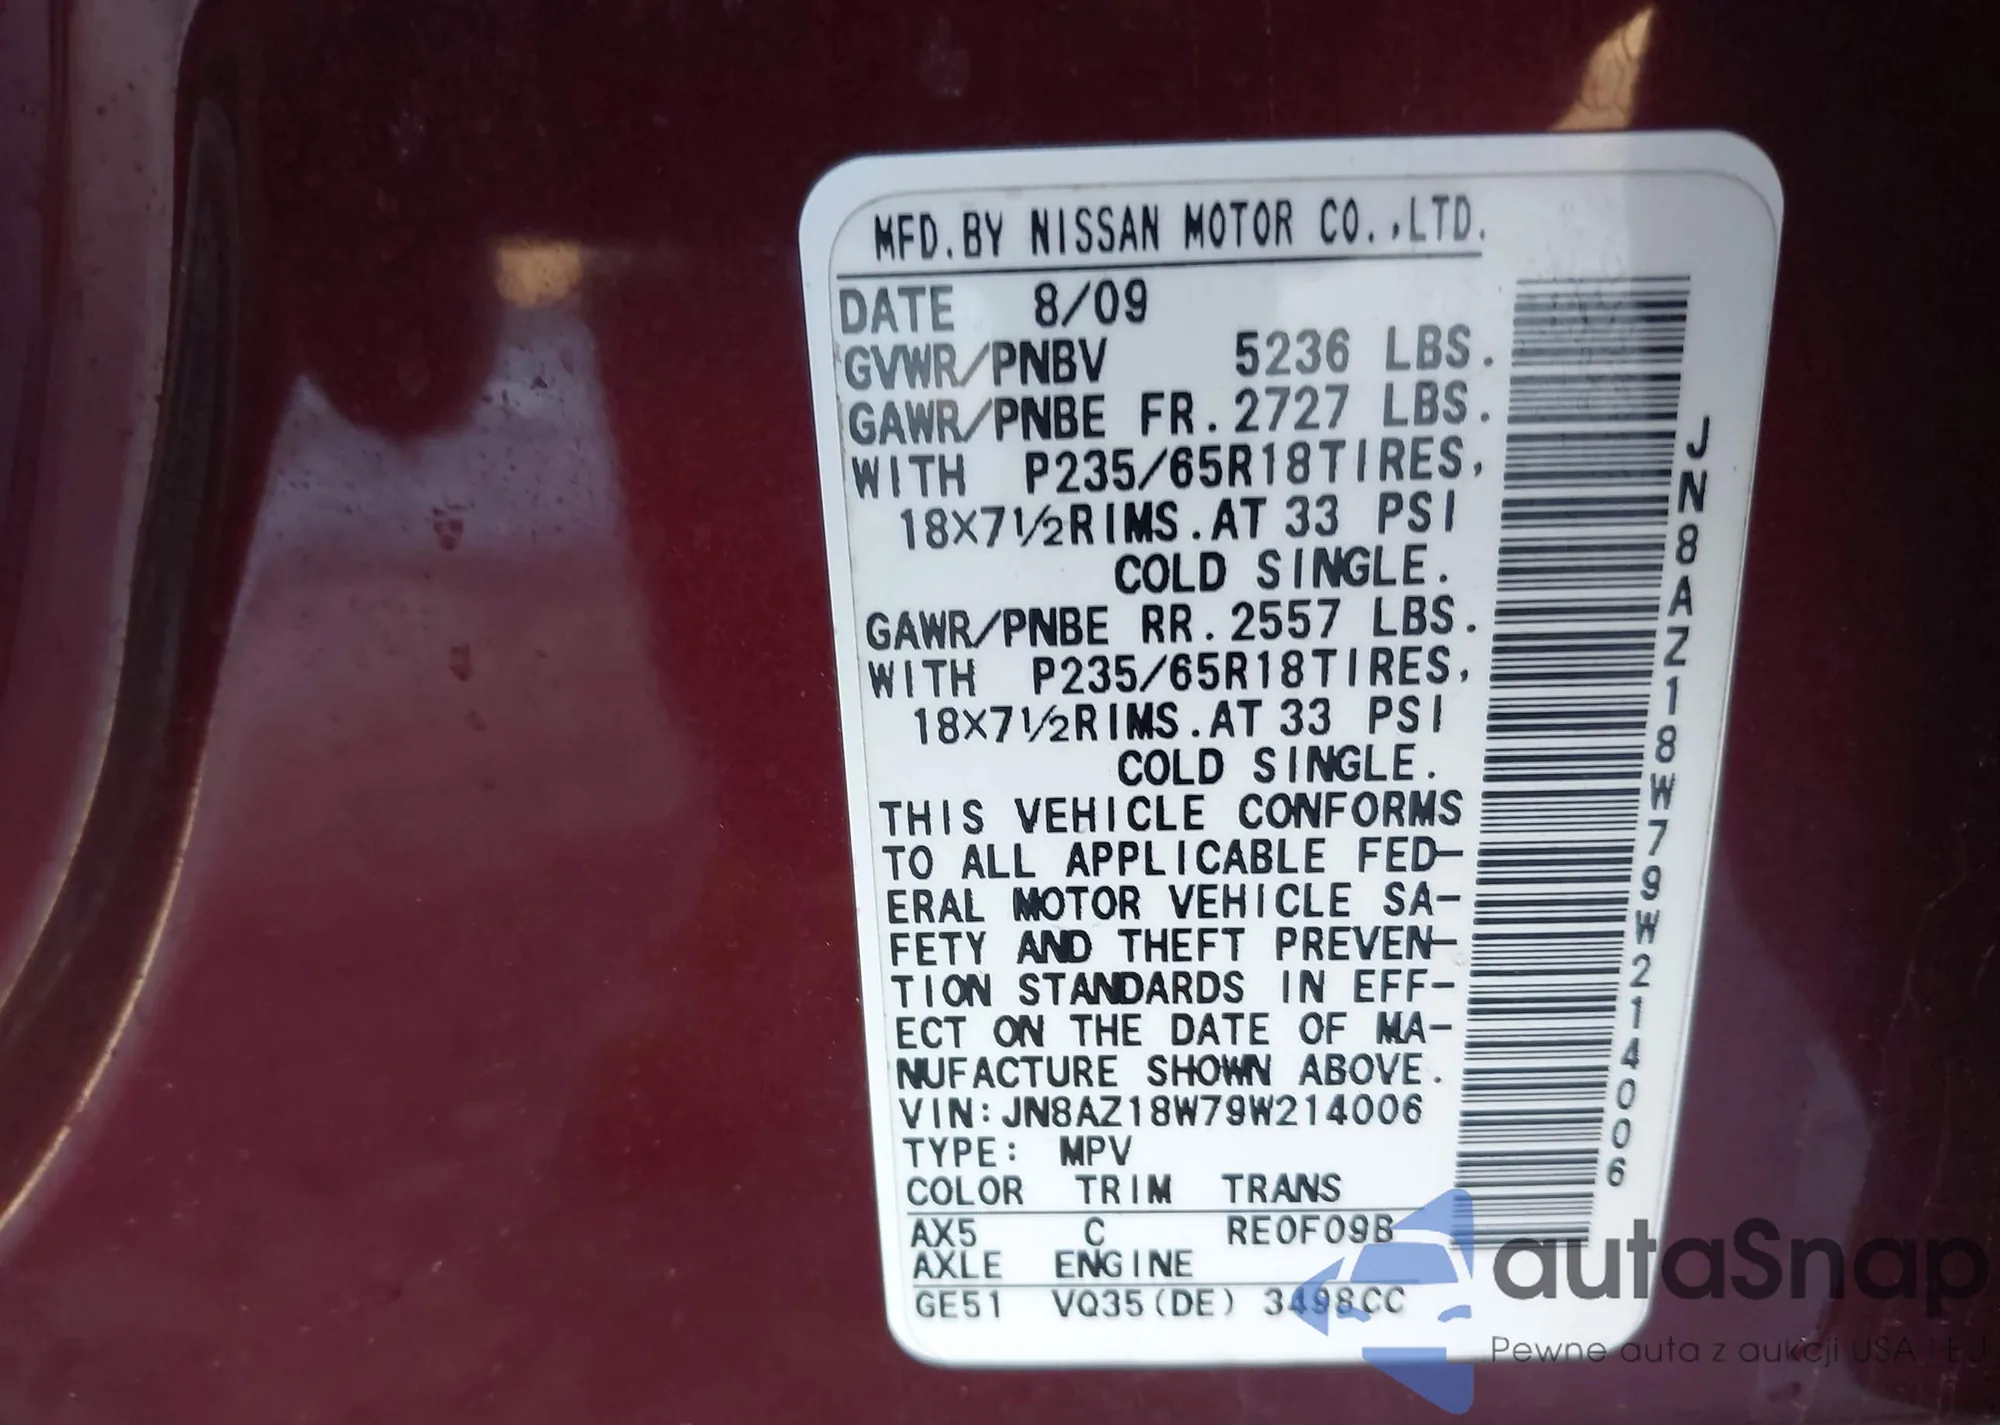 MFD.BY NISSAN MOTOR CO.,LTD.
DATE 8/09
GVWR/PNBV 5236 LBS.
GAWR/PNBE FR.2727 LBS.
WITH P235/65R18TIRES,
18X7½RIMS.AT 33 PSI
COLD SINGLE.
GAWR/PNBE RR.2557 LBS.
WITH P235/65R18TIRES,
18X7½RIMS.AT 33 PSI
COLD SINGLE.
THIS VEHICLE CONFORMS
TO ALL APPLICABLE FED-
ERAL MOTOR VEHICLE SA-
FETY AND THEFT PREVEN-
TION STANDARDS IN EFF-
ECT ON THE DATE OF MA-
NUFACTURE SHOWN ABOVE.
VIN:JN8AZ18W79W214006
TYPE: MPV
COLOR TRIM TRANS
AX5 C RE0F09B
AXLE ENGINE
GE51 VQ35(DE) 3498CC
JN8AZ18W79W214006
autaSnap
Pewne auta z aukcji USA i EU